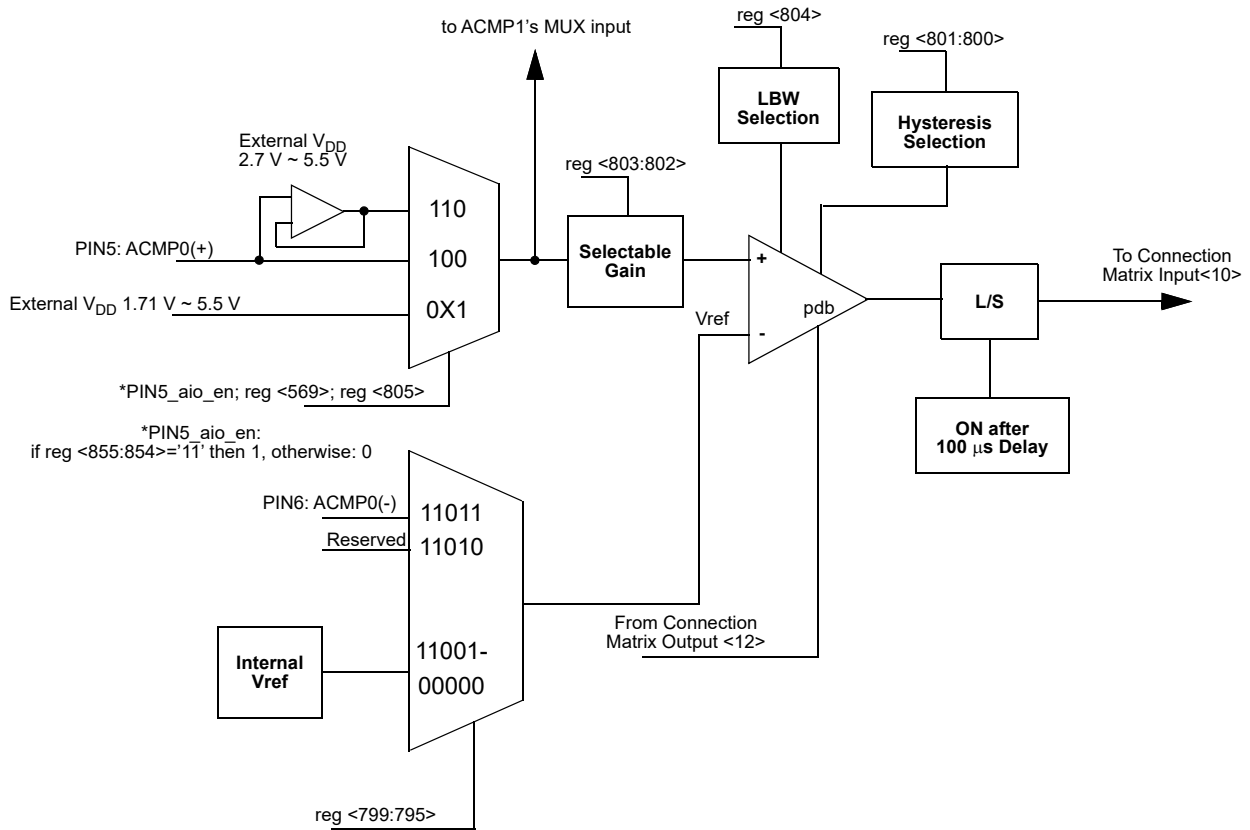 reg <804>
to ACMP1's MUX input
reg <801:800>
LBW
Selection
Hysteresis
Selection
External VDD
2.7 V ~ 5.5 V
reg <803:802>
110
PIN5: ACMP0(+)
100
Selectable
Gain
+
To Connection
Matrix Input<10>
External VDD 1.71 V ~ 5.5 V
0X1
Vref
-
pdb
L/S
*PIN5_aio_en; reg <569>; reg <805>
*PIN5_aio_en:
if reg <855:854>='11' then 1, otherwise: 0
ON after
100 μs Delay
PIN6: ACMP0(-)
11011
Reserved
11010
From Connection
Matrix Output <12>
Internal
Vref
11001-
00000
reg <799:795>